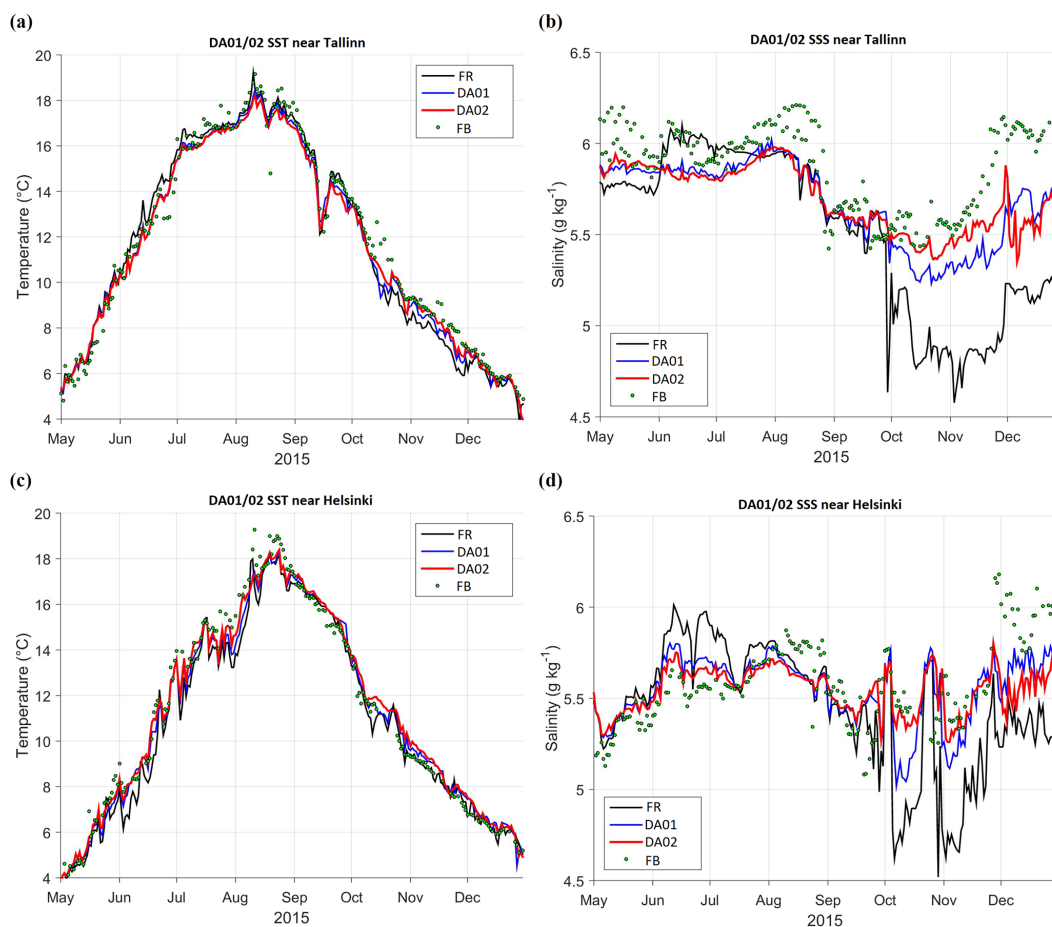 (a)
DA01/02 SST near Tallinn
20
18
16
14
12
10
8
6
4
Temperature (°C)
FR
DA01
DA02
FB
May Jun Jul Aug Sep Oct Nov Dec
2015
(b)
DA01/02 SSS near Tallinn
6.5
6
5.5
5
4.5
Salinity (g kg⁻¹)
FR
DA01
DA02
FB
May Jun Jul Aug Sep Oct Nov Dec
2015
(c)
DA01/02 SST near Helsinki
20
18
16
14
12
10
8
6
4
Temperature (°C)
FR
DA01
DA02
FB
May Jun Jul Aug Sep Oct Nov Dec
2015
(d)
DA01/02 SSS near Helsinki
6.5
6
5.5
5
4.5
Salinity (g kg⁻¹)
FR
DA01
DA02
FB
May Jun Jul Aug Sep Oct Nov Dec
2015